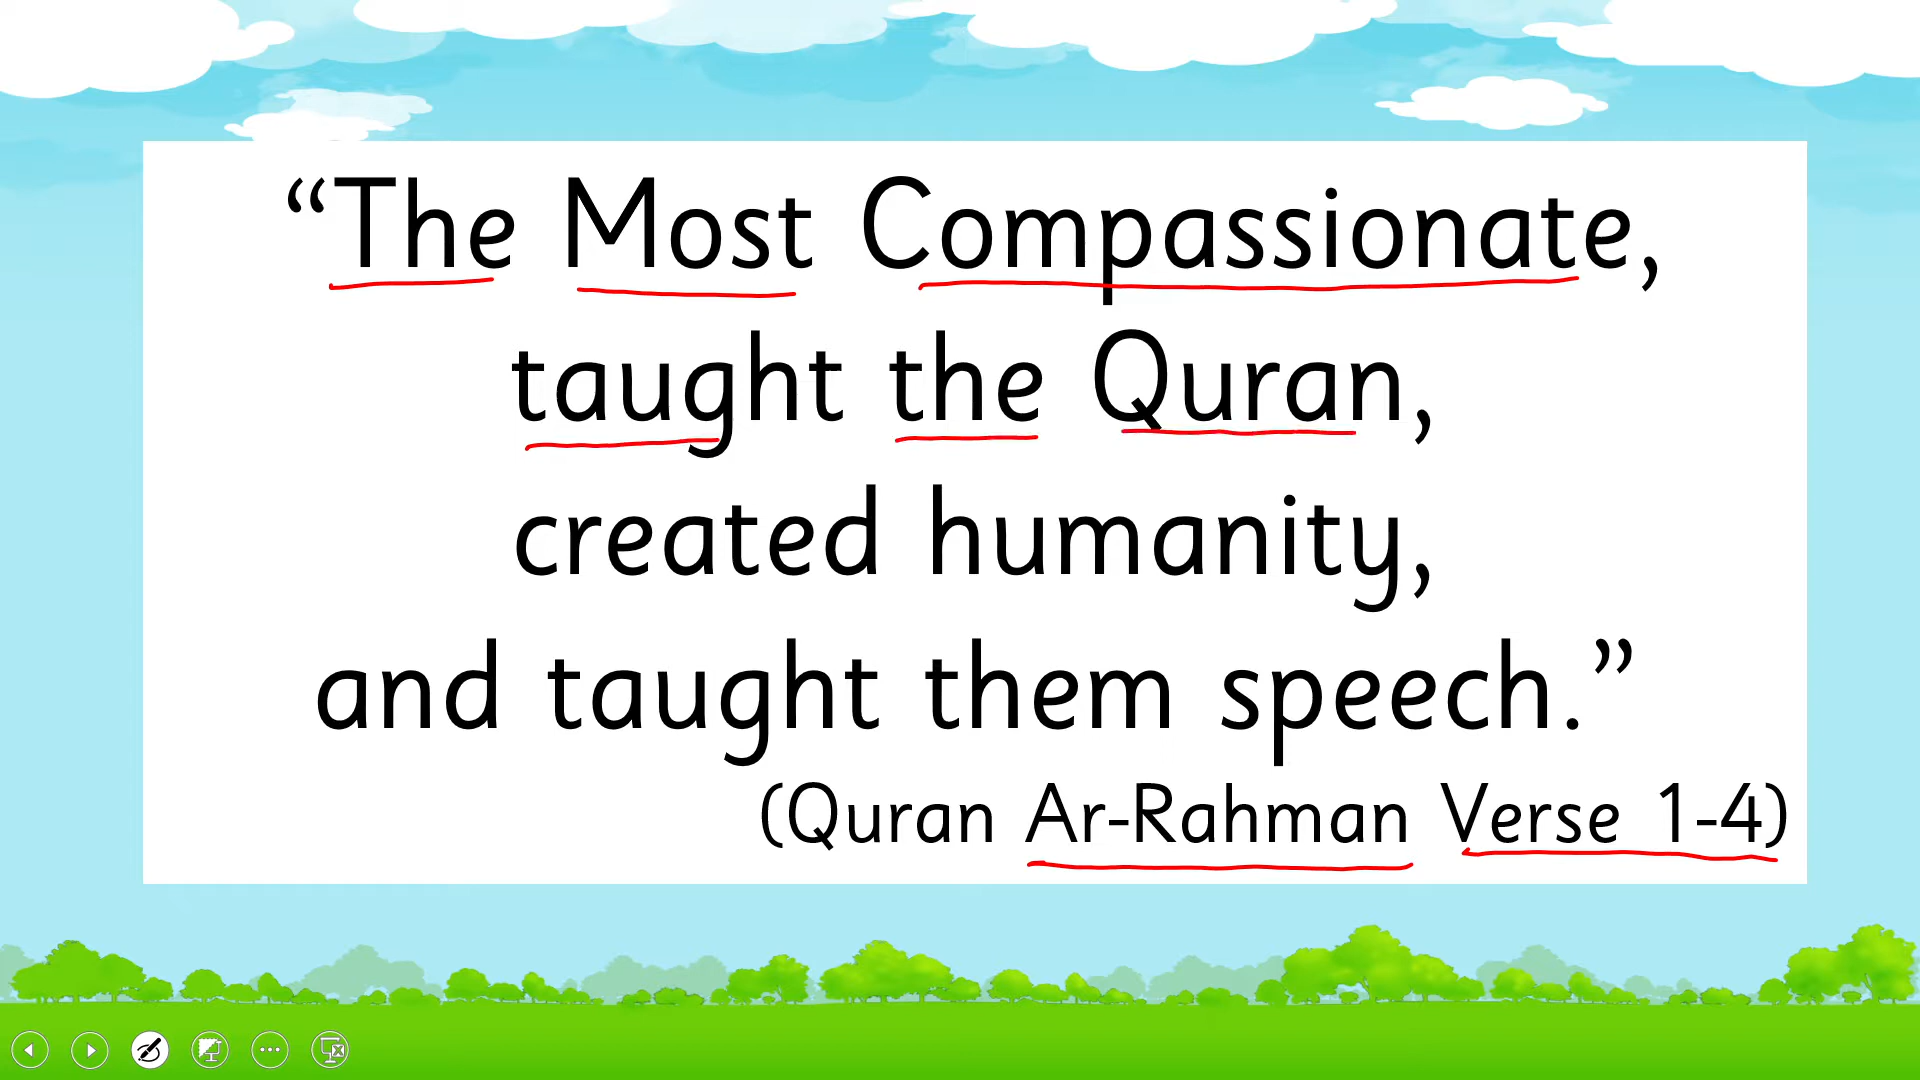 “The Most Compassionate,
taught the Quran,
created humanity,
and taught them speech.”
(Quran Ar-Rahman Verse 1-4)